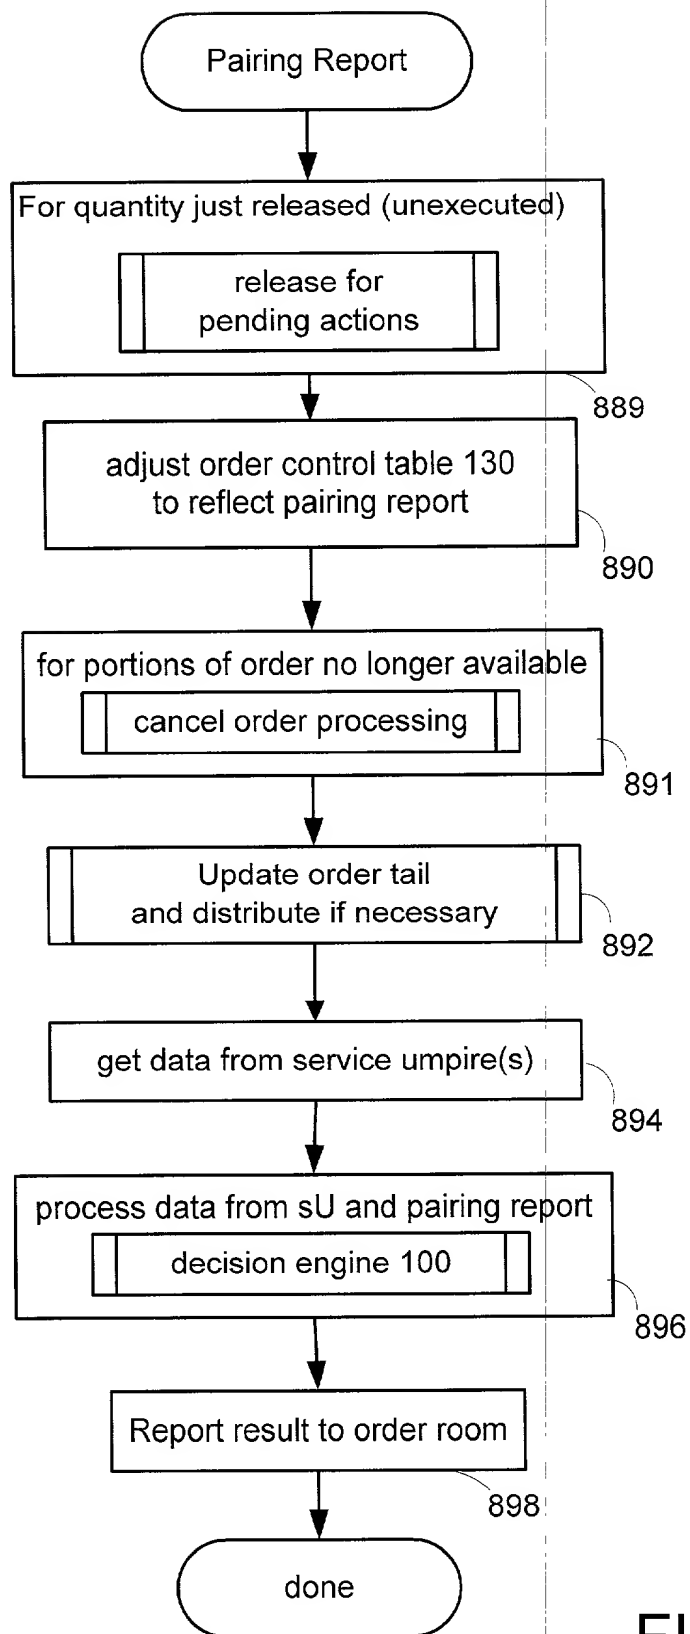 Pairing Report
For quantity just released (unexecuted)
release for
pending actions
889
adjust order control table 130
to reflect pairing report
890
for portions of order no longer available
cancel order processing
891
Update order tail
and distribute if necessary
892
get data from service umpire(s)
894
process data from sU and pairing report
decision engine 100
896
Report result to order room
898
done